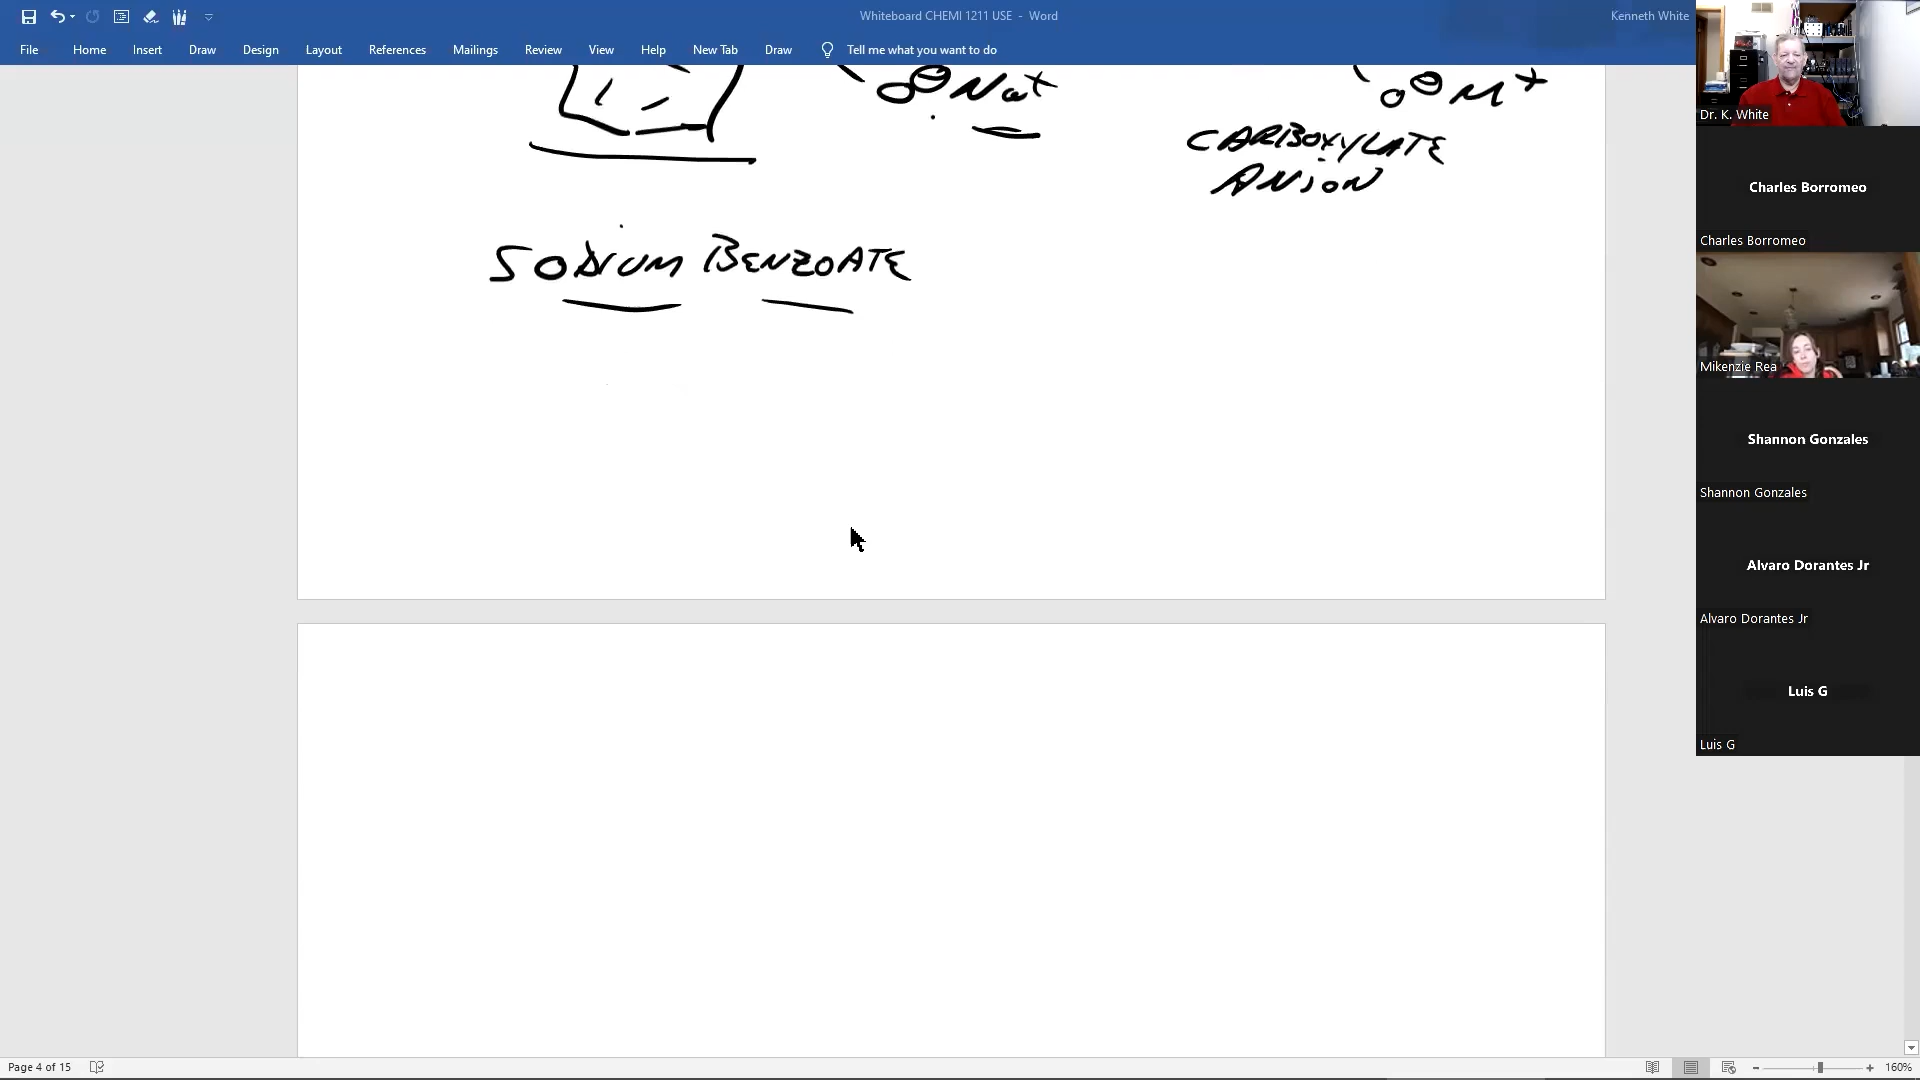 Whiteboard CHEMI 1211 USE - Word
Kenneth White
File Home Insert Draw Design Layout References Mailings Review View Help New Tab Draw Tell me what you want to do
O⊖Na+
O⊖M+
CARBOXYLATE
ANION
SODIUM BENZOATE
Dr. K. White
Charles Borromeo
Charles Borromeo
Mikenzie Rea
Shannon Gonzales
Shannon Gonzales
Alvaro Dorantes Jr
Alvaro Dorantes Jr
Luis G
Luis G
Page 4 of 15
160%